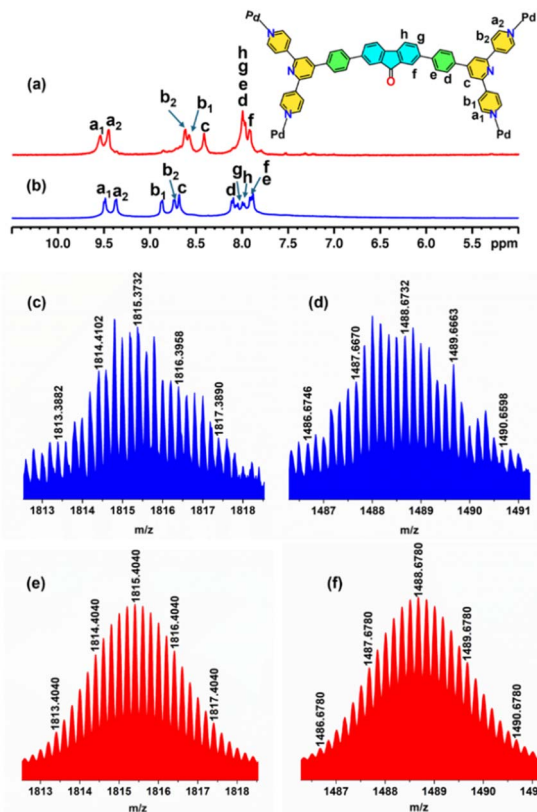 Pd
Pd
N
N
a₂
b₂
h
g
N
N
f
e
d
c
O
b₁
a₁
N
N
Pd
Pd
(a)
a₁
a₂
b₂
b₁
c
h
g
e
d
f
(b)
a₁
a₂
b₁
b₂
c
d
g
h
f
e
10.0 9.5 9.0 8.5 8.0 7.5 7.0 6.5 6.0 5.5 ppm
(c)
1813.3882
1814.4102
1815.3732
1816.3958
1817.3890
1813 1814 1815 1816 1817 1818
m/z
(d)
1486.6746
1487.6670
1488.6732
1489.6663
1490.6598
1487 1488 1489 1490 1491
m/z
(e)
1813.4040
1814.4040
1815.4040
1816.4040
1817.4040
1813 1814 1815 1816 1817 1818
m/z
(f)
1486.6780
1487.6780
1488.6780
1489.6780
1490.6780
1487 1488 1489 1490 149
m/z